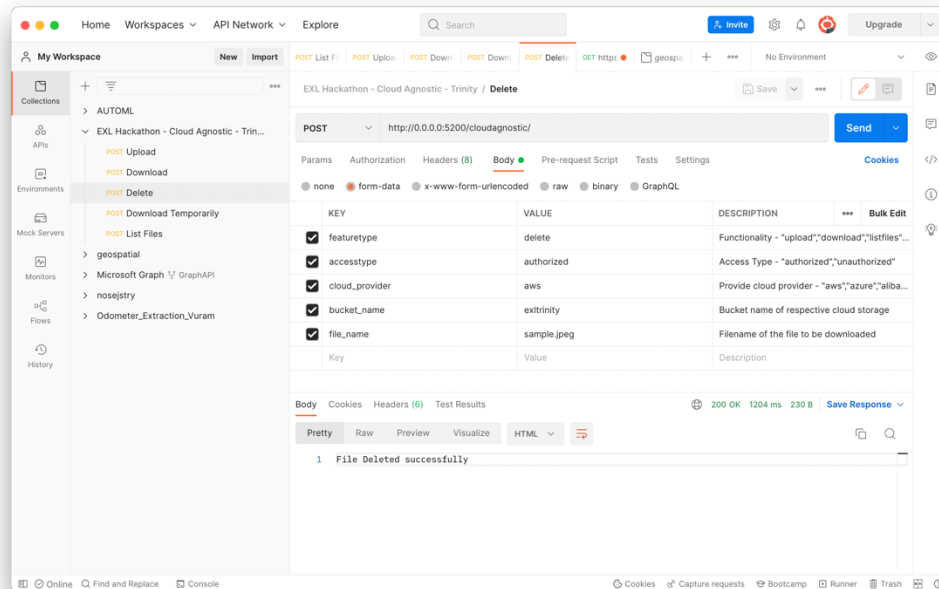 Home Workspaces API Network Explore Search Invite Upgrade
My Workspace New Import POST List Fi POST Uploa POST Down POST Down POST Delete GET https geospa + ••• No Environment
Collections
APIs
Environments
Mock Servers
Monitors
Flows
History
+ •••
AUTOML
EXL Hackathon - Cloud Agnostic - Trin...
POST Upload
POST Download
POST Delete
POST Download Temporarily
POST List Files
geospatial
Microsoft Graph GraphAPI
nosejstry
Odometer_Extraction_Vuram
EXL Hackathon - Cloud Agnostic - Trinity / Delete Save •••
POST http://0.0.0.0:5200/cloudagnostic/ Send
Params Authorization Headers (8) Body Pre-request Script Tests Settings Cookies
none form-data x-www-form-urlencoded raw binary GraphQL
KEY VALUE DESCRIPTION ••• Bulk Edit
featuretype delete Functionality - "upload","download","listfiles"...
accesstype authorized Access Type - "authorized","unauthorized"
cloud_provider aws Provide cloud provider - "aws","azure","aliba...
bucket_name exltrinity Bucket name of respective cloud storage
file_name sample.jpeg Filename of the file to be downloaded
Key Value Description
Body Cookies Headers (6) Test Results 200 OK 1204 ms 230 B Save Response
Pretty Raw Preview Visualize HTML
1 File Deleted successfully
Online Find and Replace Console Cookies Capture requests Bootcamp Runner Trash